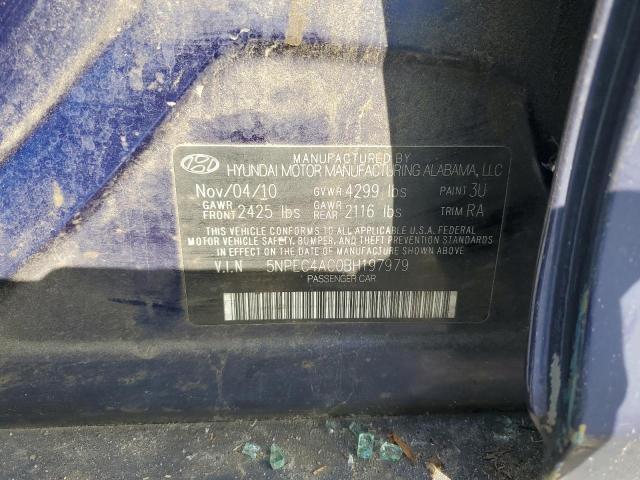 MANUFACTURED BY
HYUNDAI MOTOR MANUFACTURING ALABAMA, LLC
Nov/04/10 GVWR 4299 lbs PAINT 3U
GAWR FRONT 2425 lbs GAWR REAR 2116 lbs TRIM RA
THIS VEHICLE CONFORMS TO ALL APPLICABLE U.S.A. FEDERAL
MOTOR VEHICLE SAFETY, BUMPER, AND THEFT PREVENTION STANDARDS
IN EFFECT ON THE DATE OF MANUFACTURE SHOWN ABOVE
V.I.N 5NPEC4AC0BH197979
PASSENGER CAR